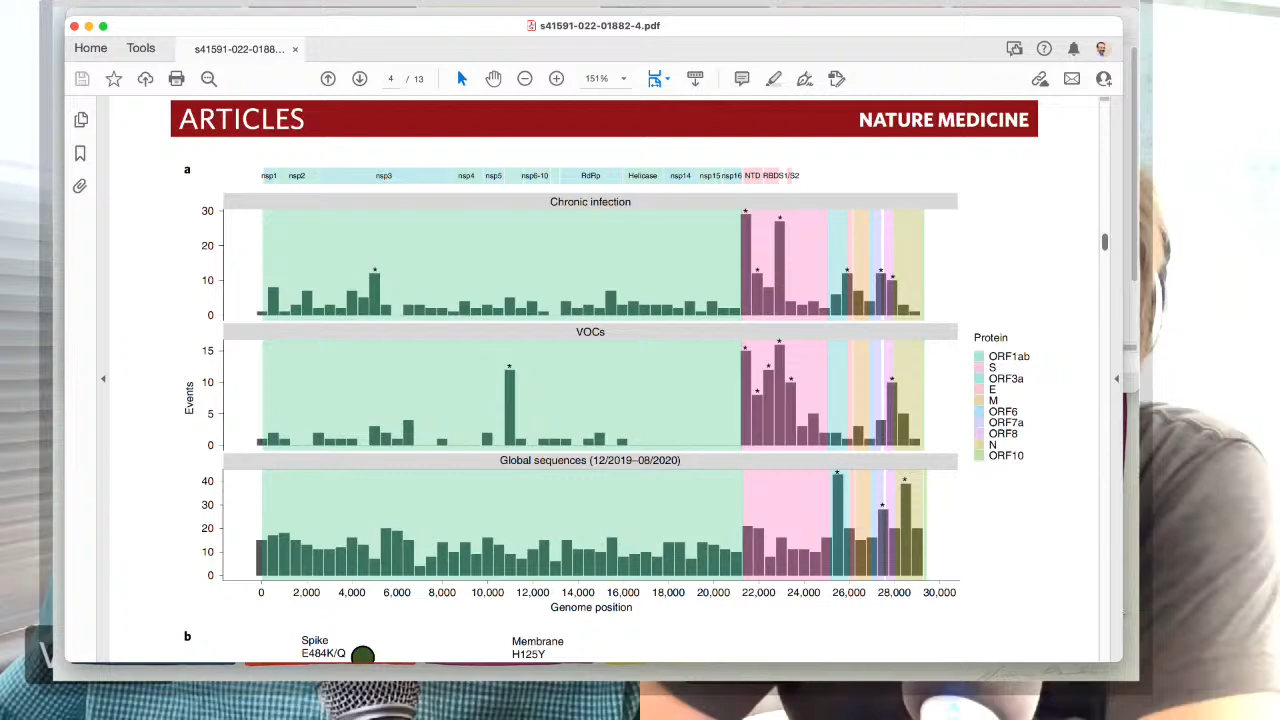 s41591-022-01882-4.pdf
Home Tools s41591-022-0188... ×
4 / 13 151%
ARTICLES NATURE MEDICINE
a
nsp1 nsp2 nsp3 nsp4 nsp5 nsp6-10 RdRp Helicase nsp14 nsp15 nsp16 NTD RBD S1/S2
Chronic infection
30
20
10
0
VOCs
15
10
5
0
Events
Global sequences (12/2019–08/2020)
40
30
20
10
0
0 2,000 4,000 6,000 8,000 10,000 12,000 14,000 16,000 18,000 20,000 22,000 24,000 26,000 28,000 30,000
Genome position
Protein
ORF1ab
S
ORF3a
E
M
ORF6
ORF7a
ORF8
N
ORF10
b
Spike
E484K/Q
Membrane
H125Y